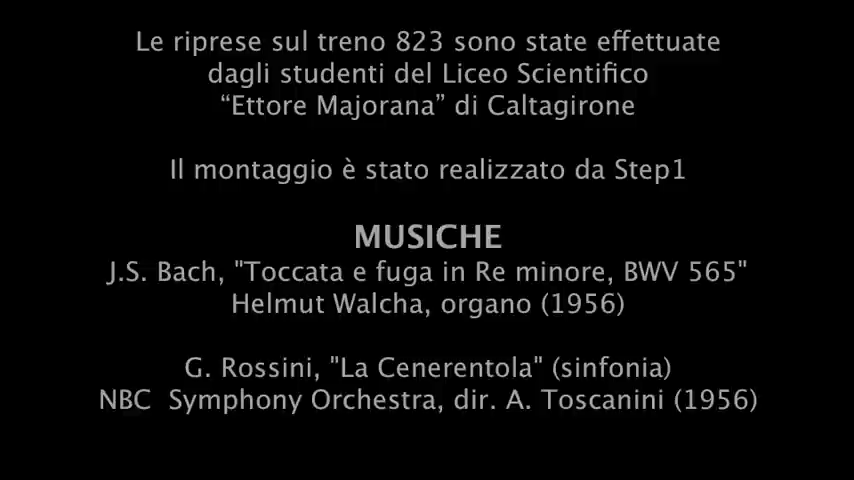 Le riprese sul treno 823 sono state effettuate
dagli studenti del Liceo Scientifico
“Ettore Majorana” di Caltagirone
Il montaggio è stato realizzato da Step1
MUSICHE
J.S. Bach, "Toccata e fuga in Re minore, BWV 565"
Helmut Walcha, organo (1956)
G. Rossini, "La Cenerentola" (sinfonia)
NBC  Symphony Orchestra, dir. A. Toscanini (1956)